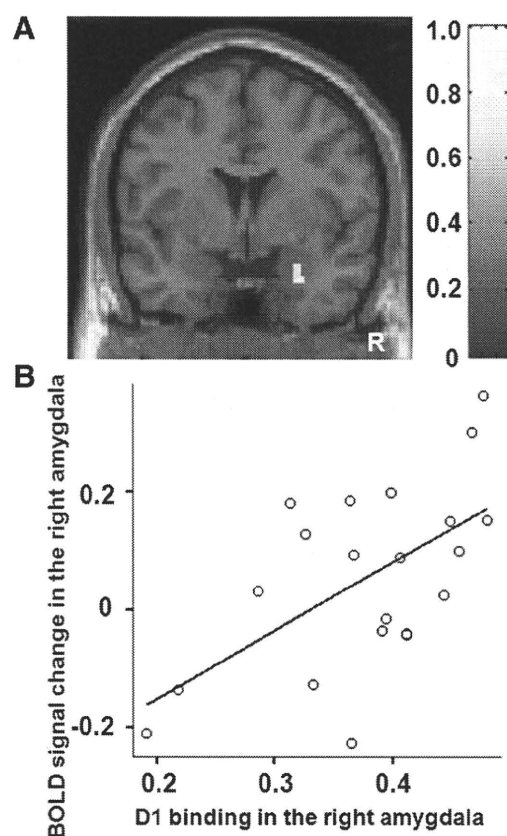 A
1.0
0.8
0.6
0.4
0.2
0
L
R
B
BOLD signal change in the right amygdala
0.2
0
-0.2
0.2
0.3
0.4
D1 binding in the right amygdala